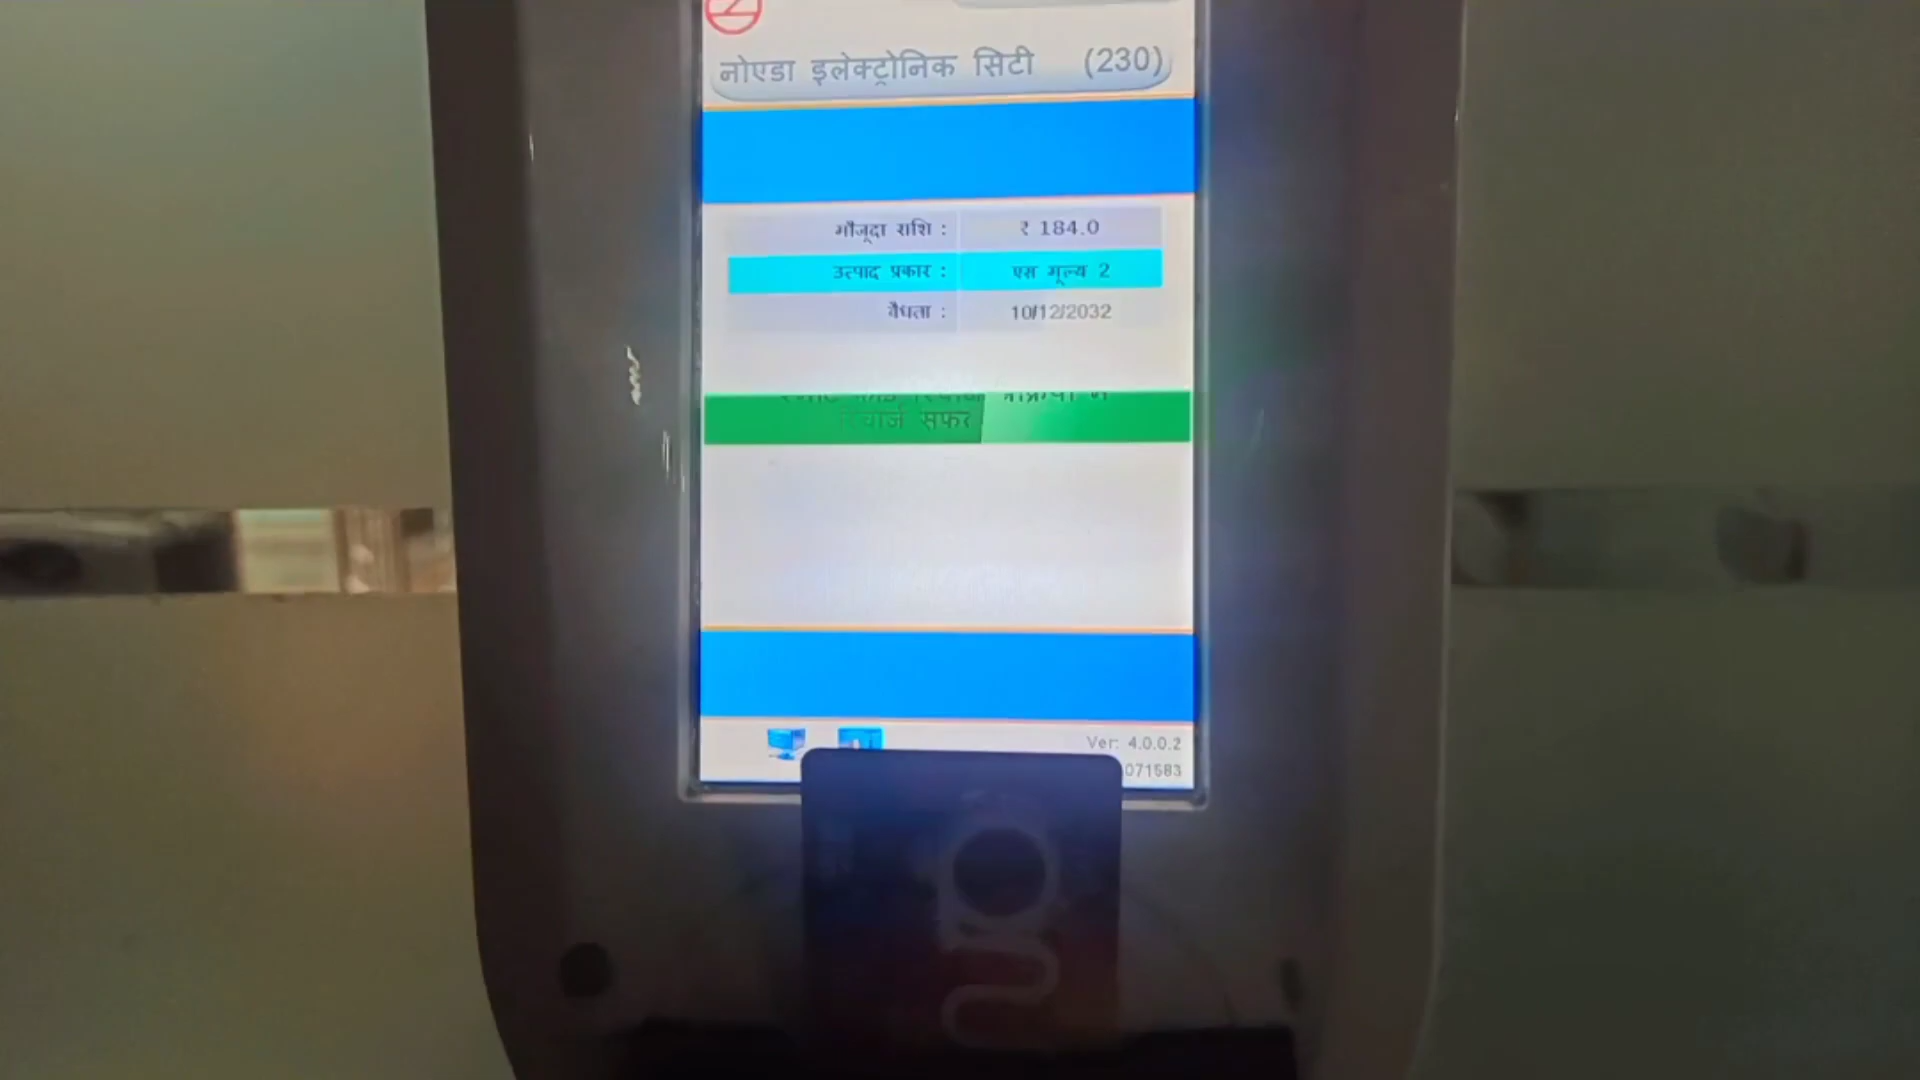 नोएडा इलेक्ट्रोनिक सिटी (230)
मौजूदा राशि : ₹ 184.0
उत्पाद प्रकार : एस मूल्य 2
वैधता : 10/12/2032
Ver: 4.0.0.2
071583